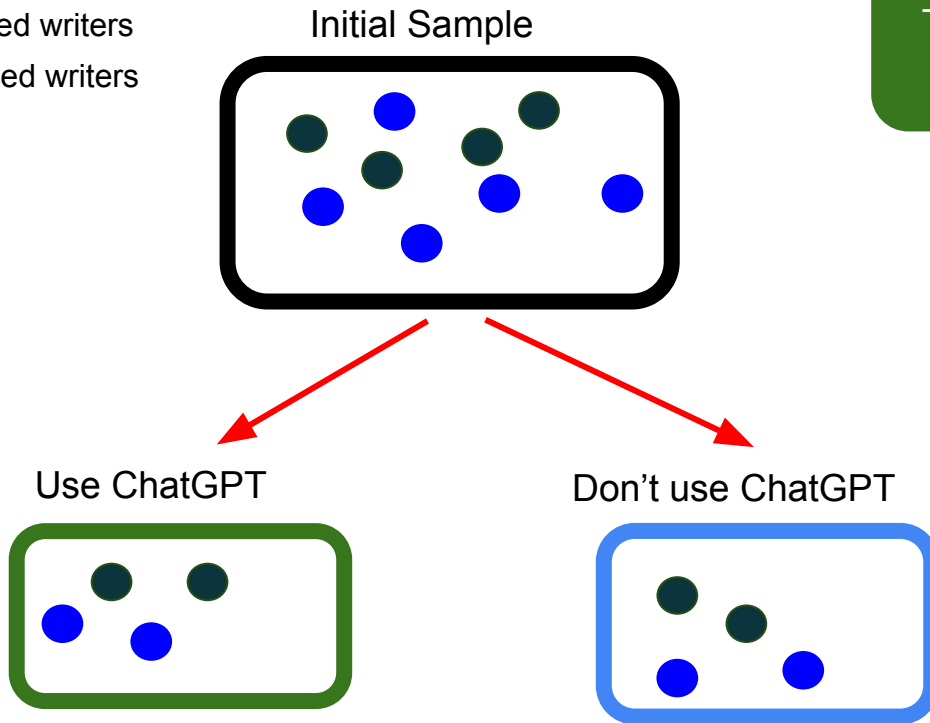 ed writers
Initial Sample
ed writers
Use ChatGPT
Don’t use ChatGPT